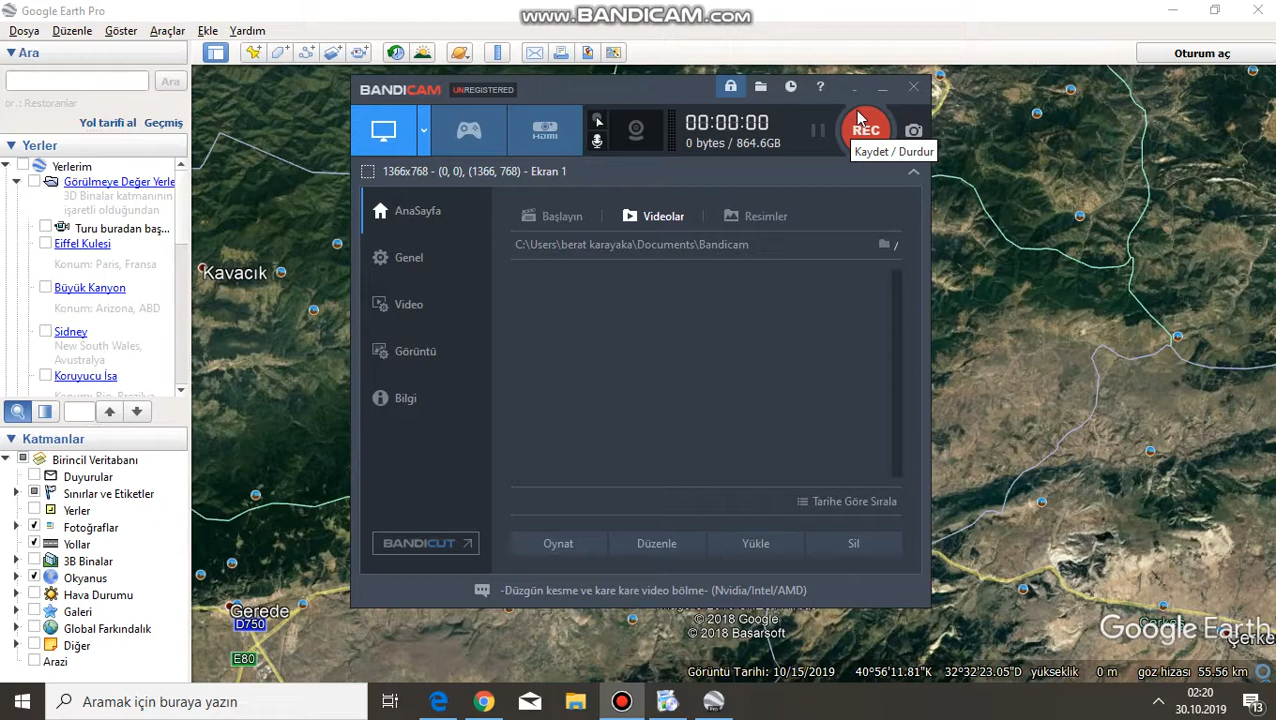 Google Earth Pro
www.BANDICAM.com
Dosya Düzenle Göster Araçlar Ekle Yardım
Ara
Ara
ör.: Restoranlar
Yol tarifi al Geçmiş
Yerler
Yerlerim
Görülmeye Değer Yerle
3D Binalar katmanının
işaretli olduğundan
Turu buradan baş...
Eiffel Kulesi
Konum: Paris, Fransa
Büyük Kanyon
Konum: Arizona, ABD
Sidney
New South Wales,
Avustralya
Koruyucu İsa
Katmanlar
Birincil Veritabanı
Duyurular
Sınırlar ve Etiketler
Yerler
Fotoğraflar
Yollar
3B Binalar
Okyanus
Hava Durumu
Galeri
Global Farkındalık
Diğer
Arazi
Oturum aç
Kavacık
Gerede
D750
E80
BANDICAM UNREGISTERED
HDMI
00:00:00
0 bytes / 864.6GB
REC
Kaydet / Durdur
1366x768 - (0, 0), (1366, 768) - Ekran 1
AnaSayfa
Genel
Video
Görüntü
Bilgi
BANDICUT
Başlayın Videolar Resimler
C:\Users\berat karayaka\Documents\Bandicam
/
Tarihe Göre Sırala
Oynat Düzenle Yükle Sil
-Düzgün kesme ve kare kare video bölme- (Nvidia/Intel/AMD)
© 2018 Google
© 2018 Basarsoft
Google Earth
Görüntü Tarihi: 10/15/2019 40°56'11.81"K 32°32'23.05"D yükseklik 0 m göz hizası 55.56 km
Aramak için buraya yazın
02:20
30.10.2019
13